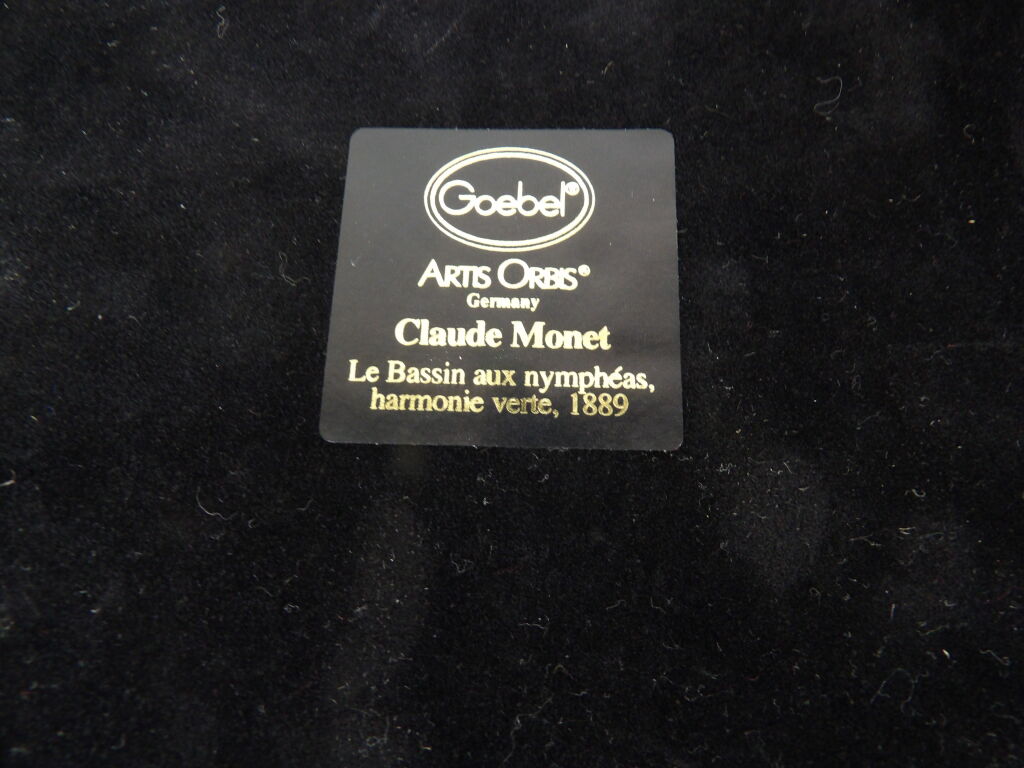 Goebel®
ARTIS ORBIS®
Germany
Claude Monet
Le Bassin aux nymphéas,
harmonie verte, 1889